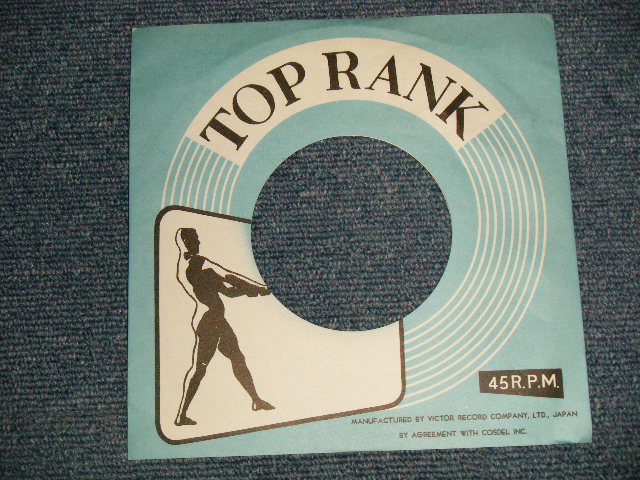 TOP RANK
45 R.P.M.
MANUFACTURED BY VICTOR RECORD COMPANY, LTD., JAPAN
BY AGREEMENT WITH COSDEL INC.